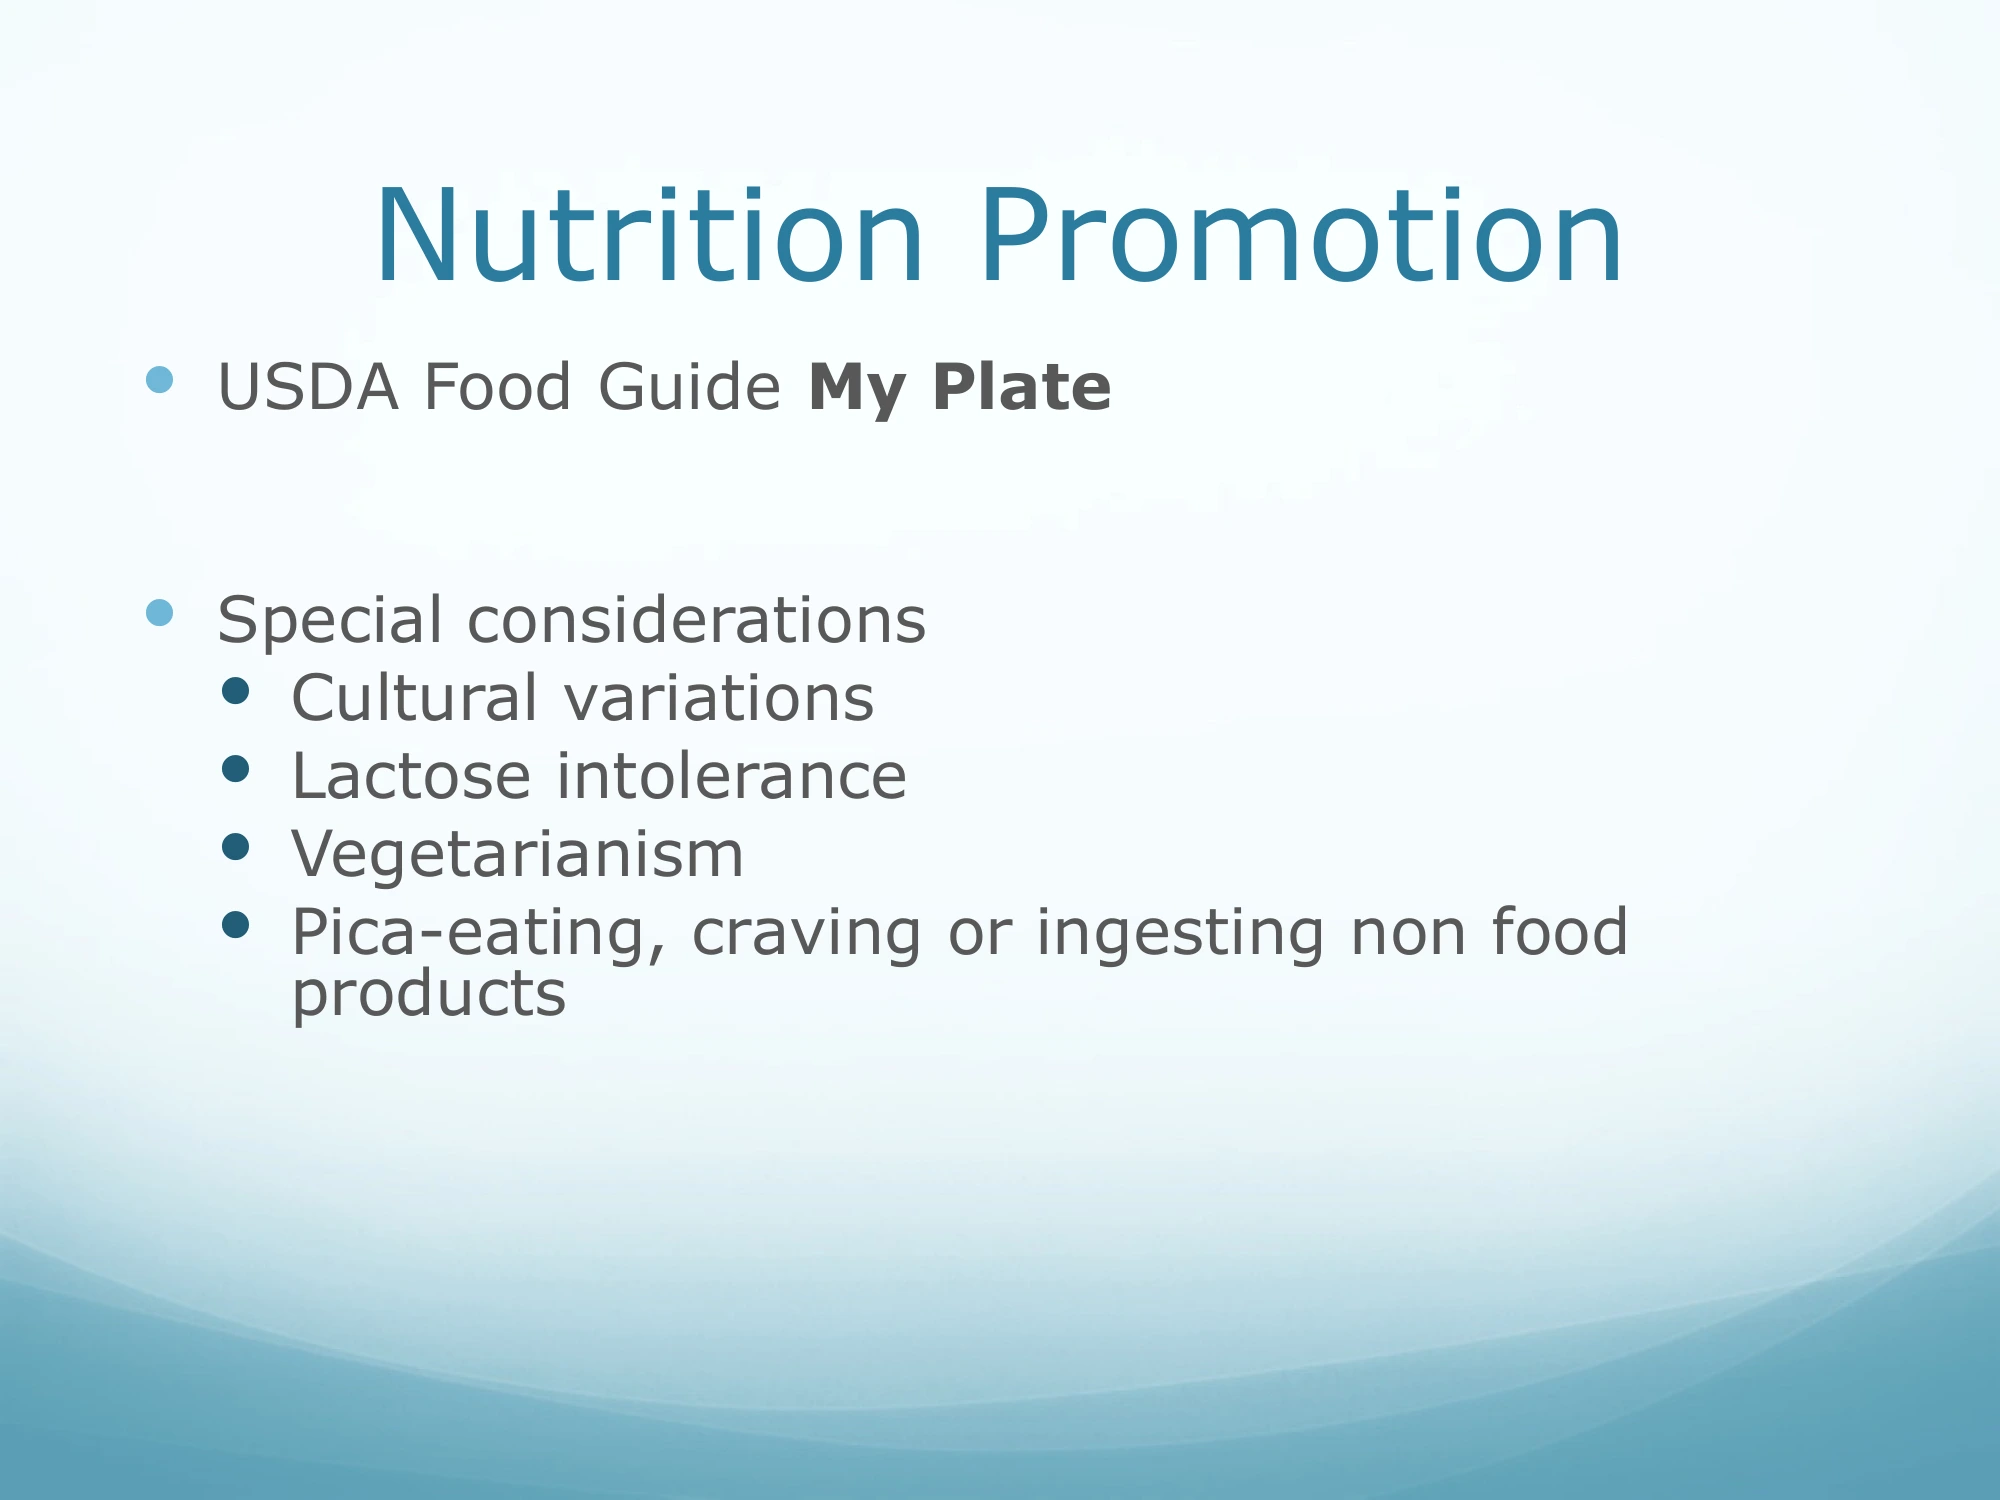 Nutrition Promotion
• USDA Food Guide My Plate
• Special considerations
• Cultural variations
• Lactose intolerance
• Vegetarianism
• Pica-eating, craving or ingesting non food
products